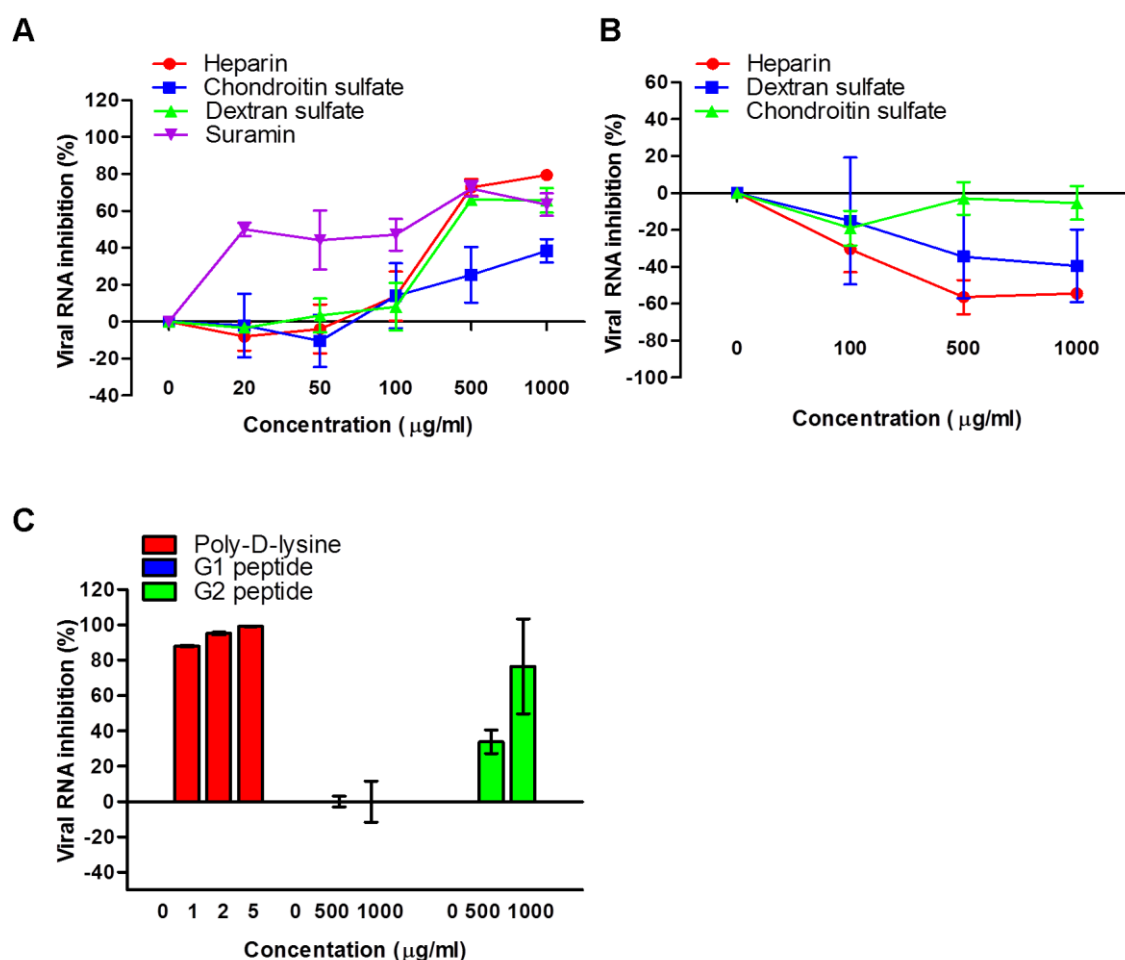 A
Heparin
Chondroitin sulfate
Dextran sulfate
Suramin
Viral RNA inhibition (%)
120
100
80
60
40
20
0
-20
-40
0 20 50 100 500 1000
Concentration ( μg/ml)
B
Heparin
Dextran sulfate
Chondroitin sulfate
Viral RNA inhibition (%)
60
40
20
0
-20
-40
-60
-80
-100
0 100 500 1000
Concentration ( μg/ml)
C
Poly-D-lysine
G1 peptide
G2 peptide
Viral RNA inhibition (%)
120
100
80
60
40
20
0
-20
-40
0 1 2 5 0 500 1000 0 500 1000
Concentation (μg/ml)